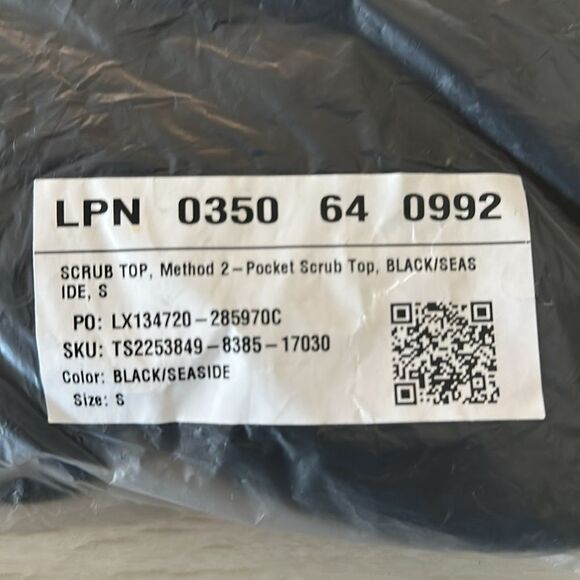 LPN 0350 64 0992
SCRUB TOP, Method 2-Pocket Scrub Top, BLACK/SEAS
IDE, S
PO: LX134720-285970C
SKU: TS2253849-8385-17030
Color: BLACK/SEASIDE
Size: S